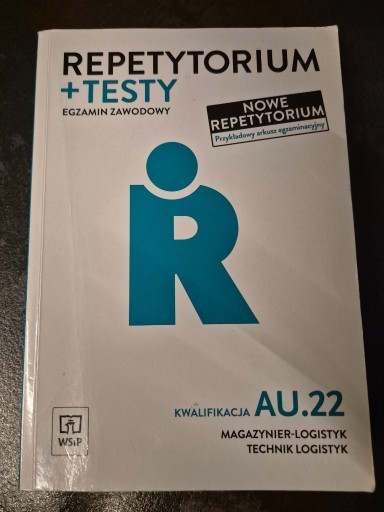 REPETYTORIUM
+TESTY
EGZAMIN ZAWODOWY
NOWE
REPETYTORIUM
Przykładowy arkusz egzaminacyjny
R
KWALIFIKACJA AU.22
MAGAZYNIER-LOGISTYK
TECHNIK LOGISTYK
WSiP